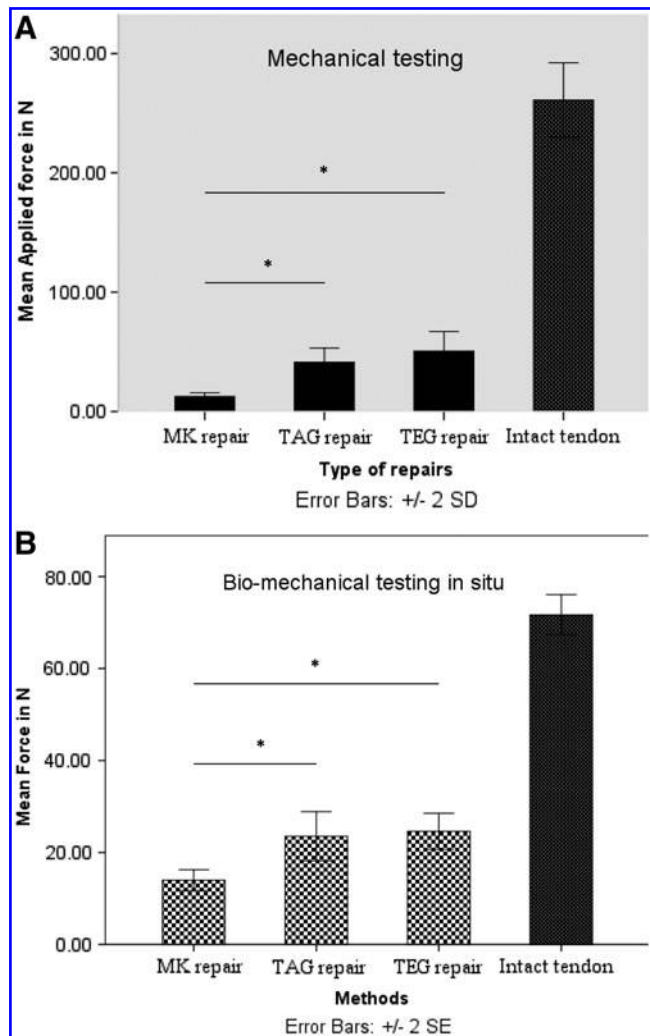 A
Mechanical testing
Mean Applied force in N
300.00
200.00
100.00
0.00
*
*
MK repair TAG repair TEG repair Intact tendon
Type of repairs
Error Bars: +/- 2 SD
B
Bio-mechanical testing in situ
Mean Force in N
80.00
60.00
40.00
20.00
0.00
*
*
MK repair TAG repair TEG repair Intact tendon
Methods
Error Bars: +/- 2 SE